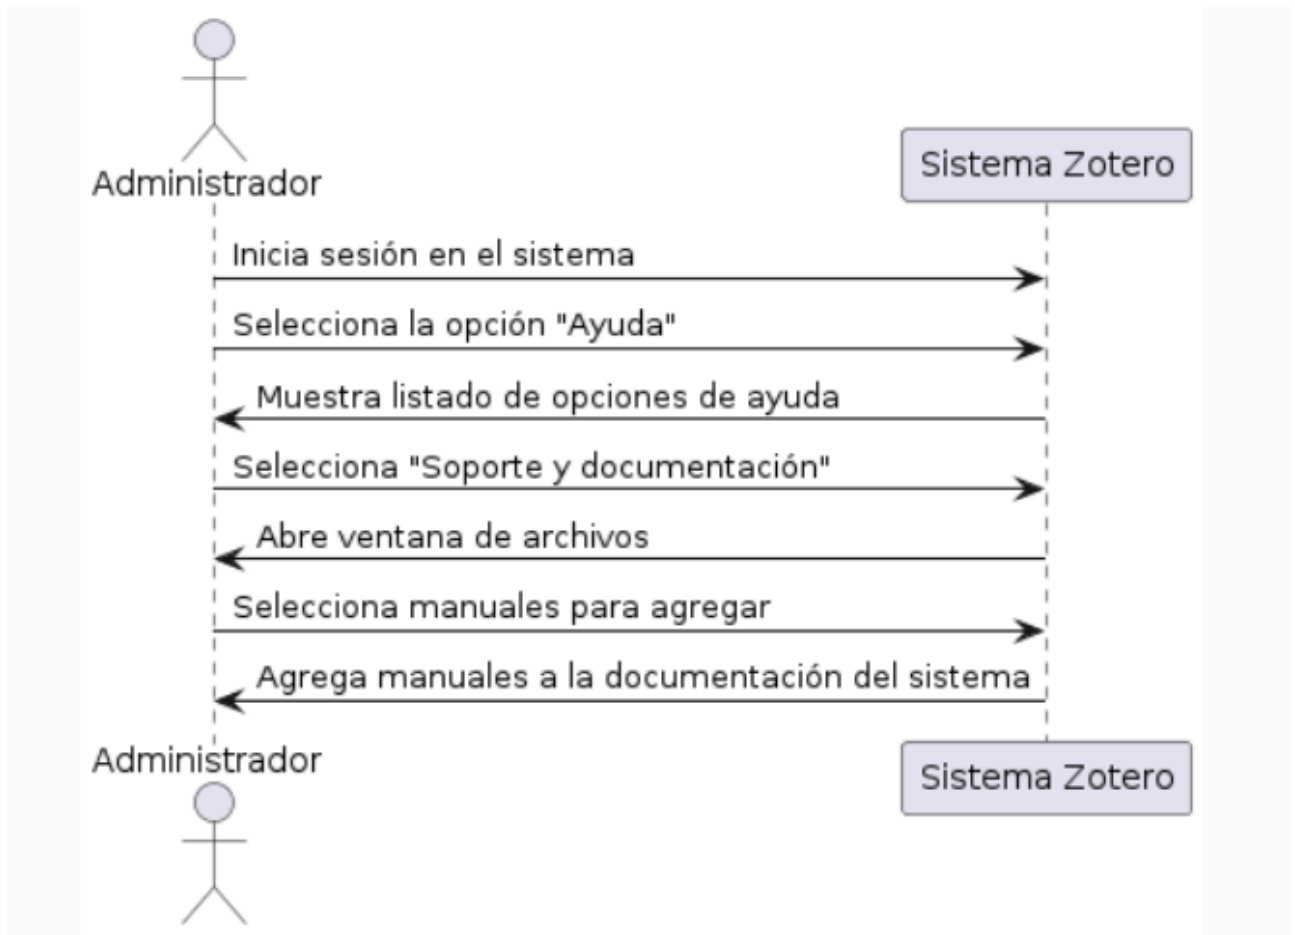 Administrador
Sistema Zotero
Inicia sesión en el sistema
Selecciona la opción "Ayuda"
Muestra listado de opciones de ayuda
Selecciona "Soporte y documentación"
Abre ventana de archivos
Selecciona manuales para agregar
Agrega manuales a la documentación del sistema
Administrador
Sistema Zotero